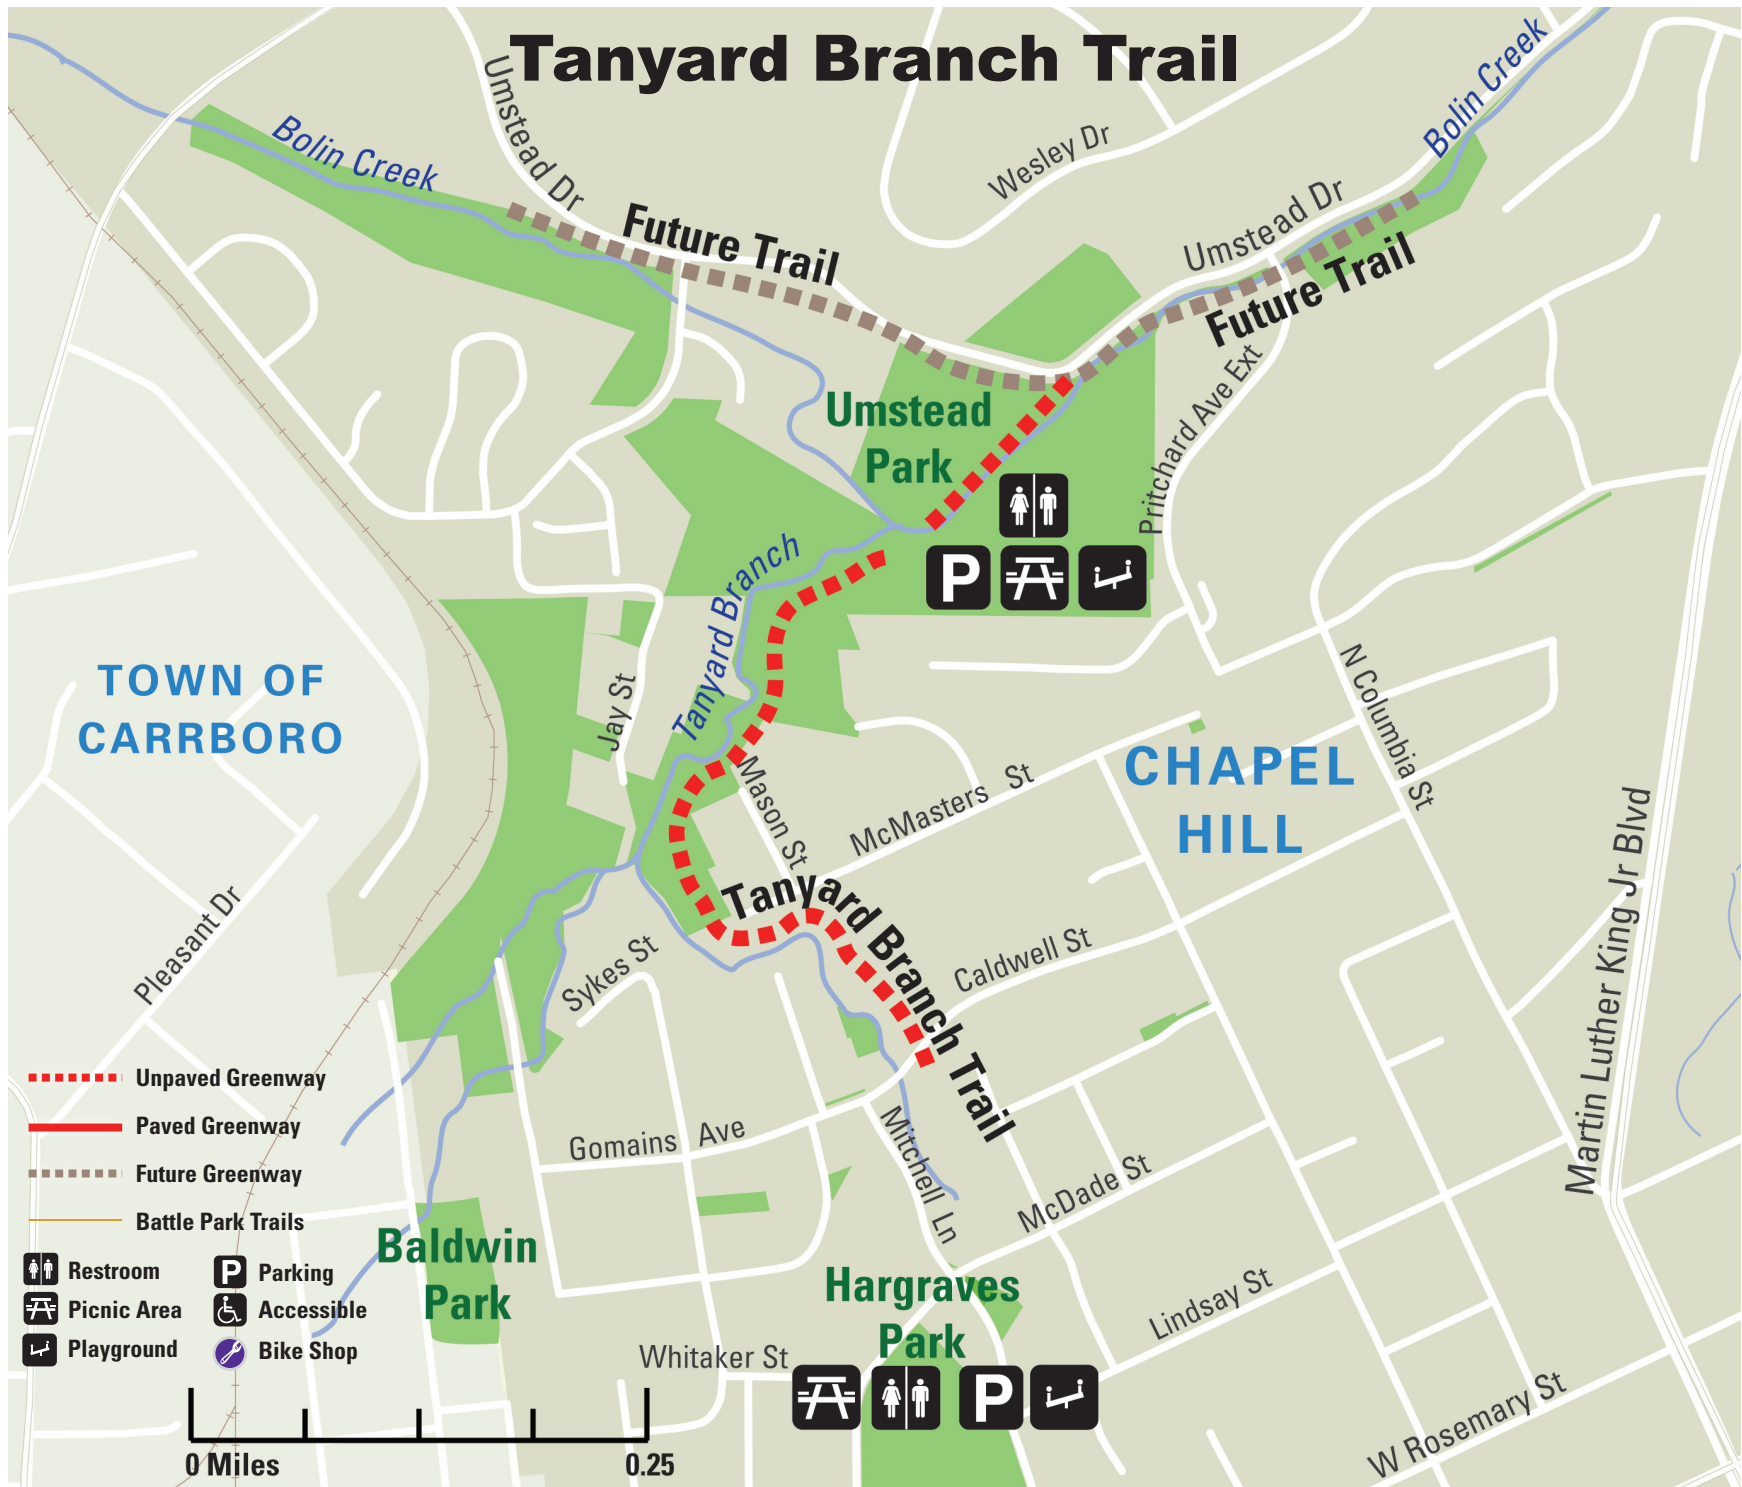 Tanyard Branch Trail
Umstead Dr
Bolin Creek
Bolin Creek
Wesley Dr
Umstead Dr
Future Trail
Future Trail
Umstead
Park
Pritchard Ave Ext
P
Tanyard Branch
TOWN OF
CARRBORO
Jay St
N Columbia St
CHAPEL
HILL
Mason St
McMasters St
Martin Luther King Jr Blvd
Pleasant Dr
Tanyard Branch Trail
Sykes St
Caldwell St
Unpaved Greenway
Paved Greenway
Future Greenway
Battle Park Trails
Restroom
P Parking
Picnic Area
Accessible
Playground
Bike Shop
Gomains Ave
Mitchell Ln
McDade St
Baldwin
Park
Hargraves
Park
Lindsay St
Whitaker St
P
W Rosemary St
0 Miles
0.25